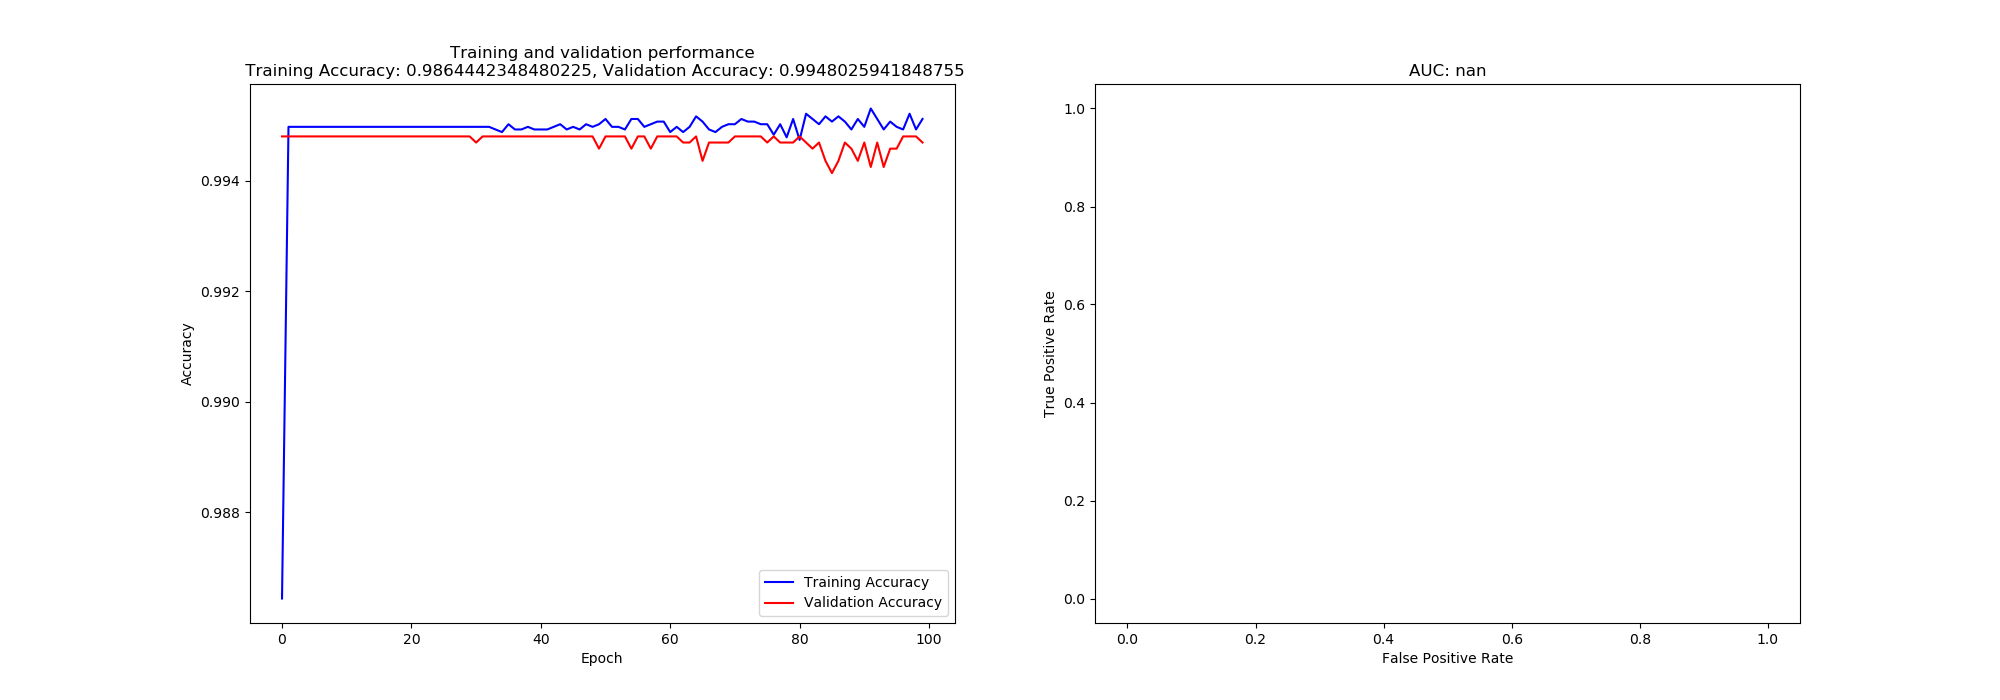 Training and validation performance
Training Accuracy: 0.9864442348480225, Validation Accuracy: 0.9948025941848755
Accuracy
0.994
0.992
0.990
0.988
0
20
40
60
80
100
Epoch
Training Accuracy
Validation Accuracy
AUC: nan
True Positive Rate
1.0
0.8
0.6
0.4
0.2
0.0
0.0
0.2
0.4
0.6
0.8
1.0
False Positive Rate